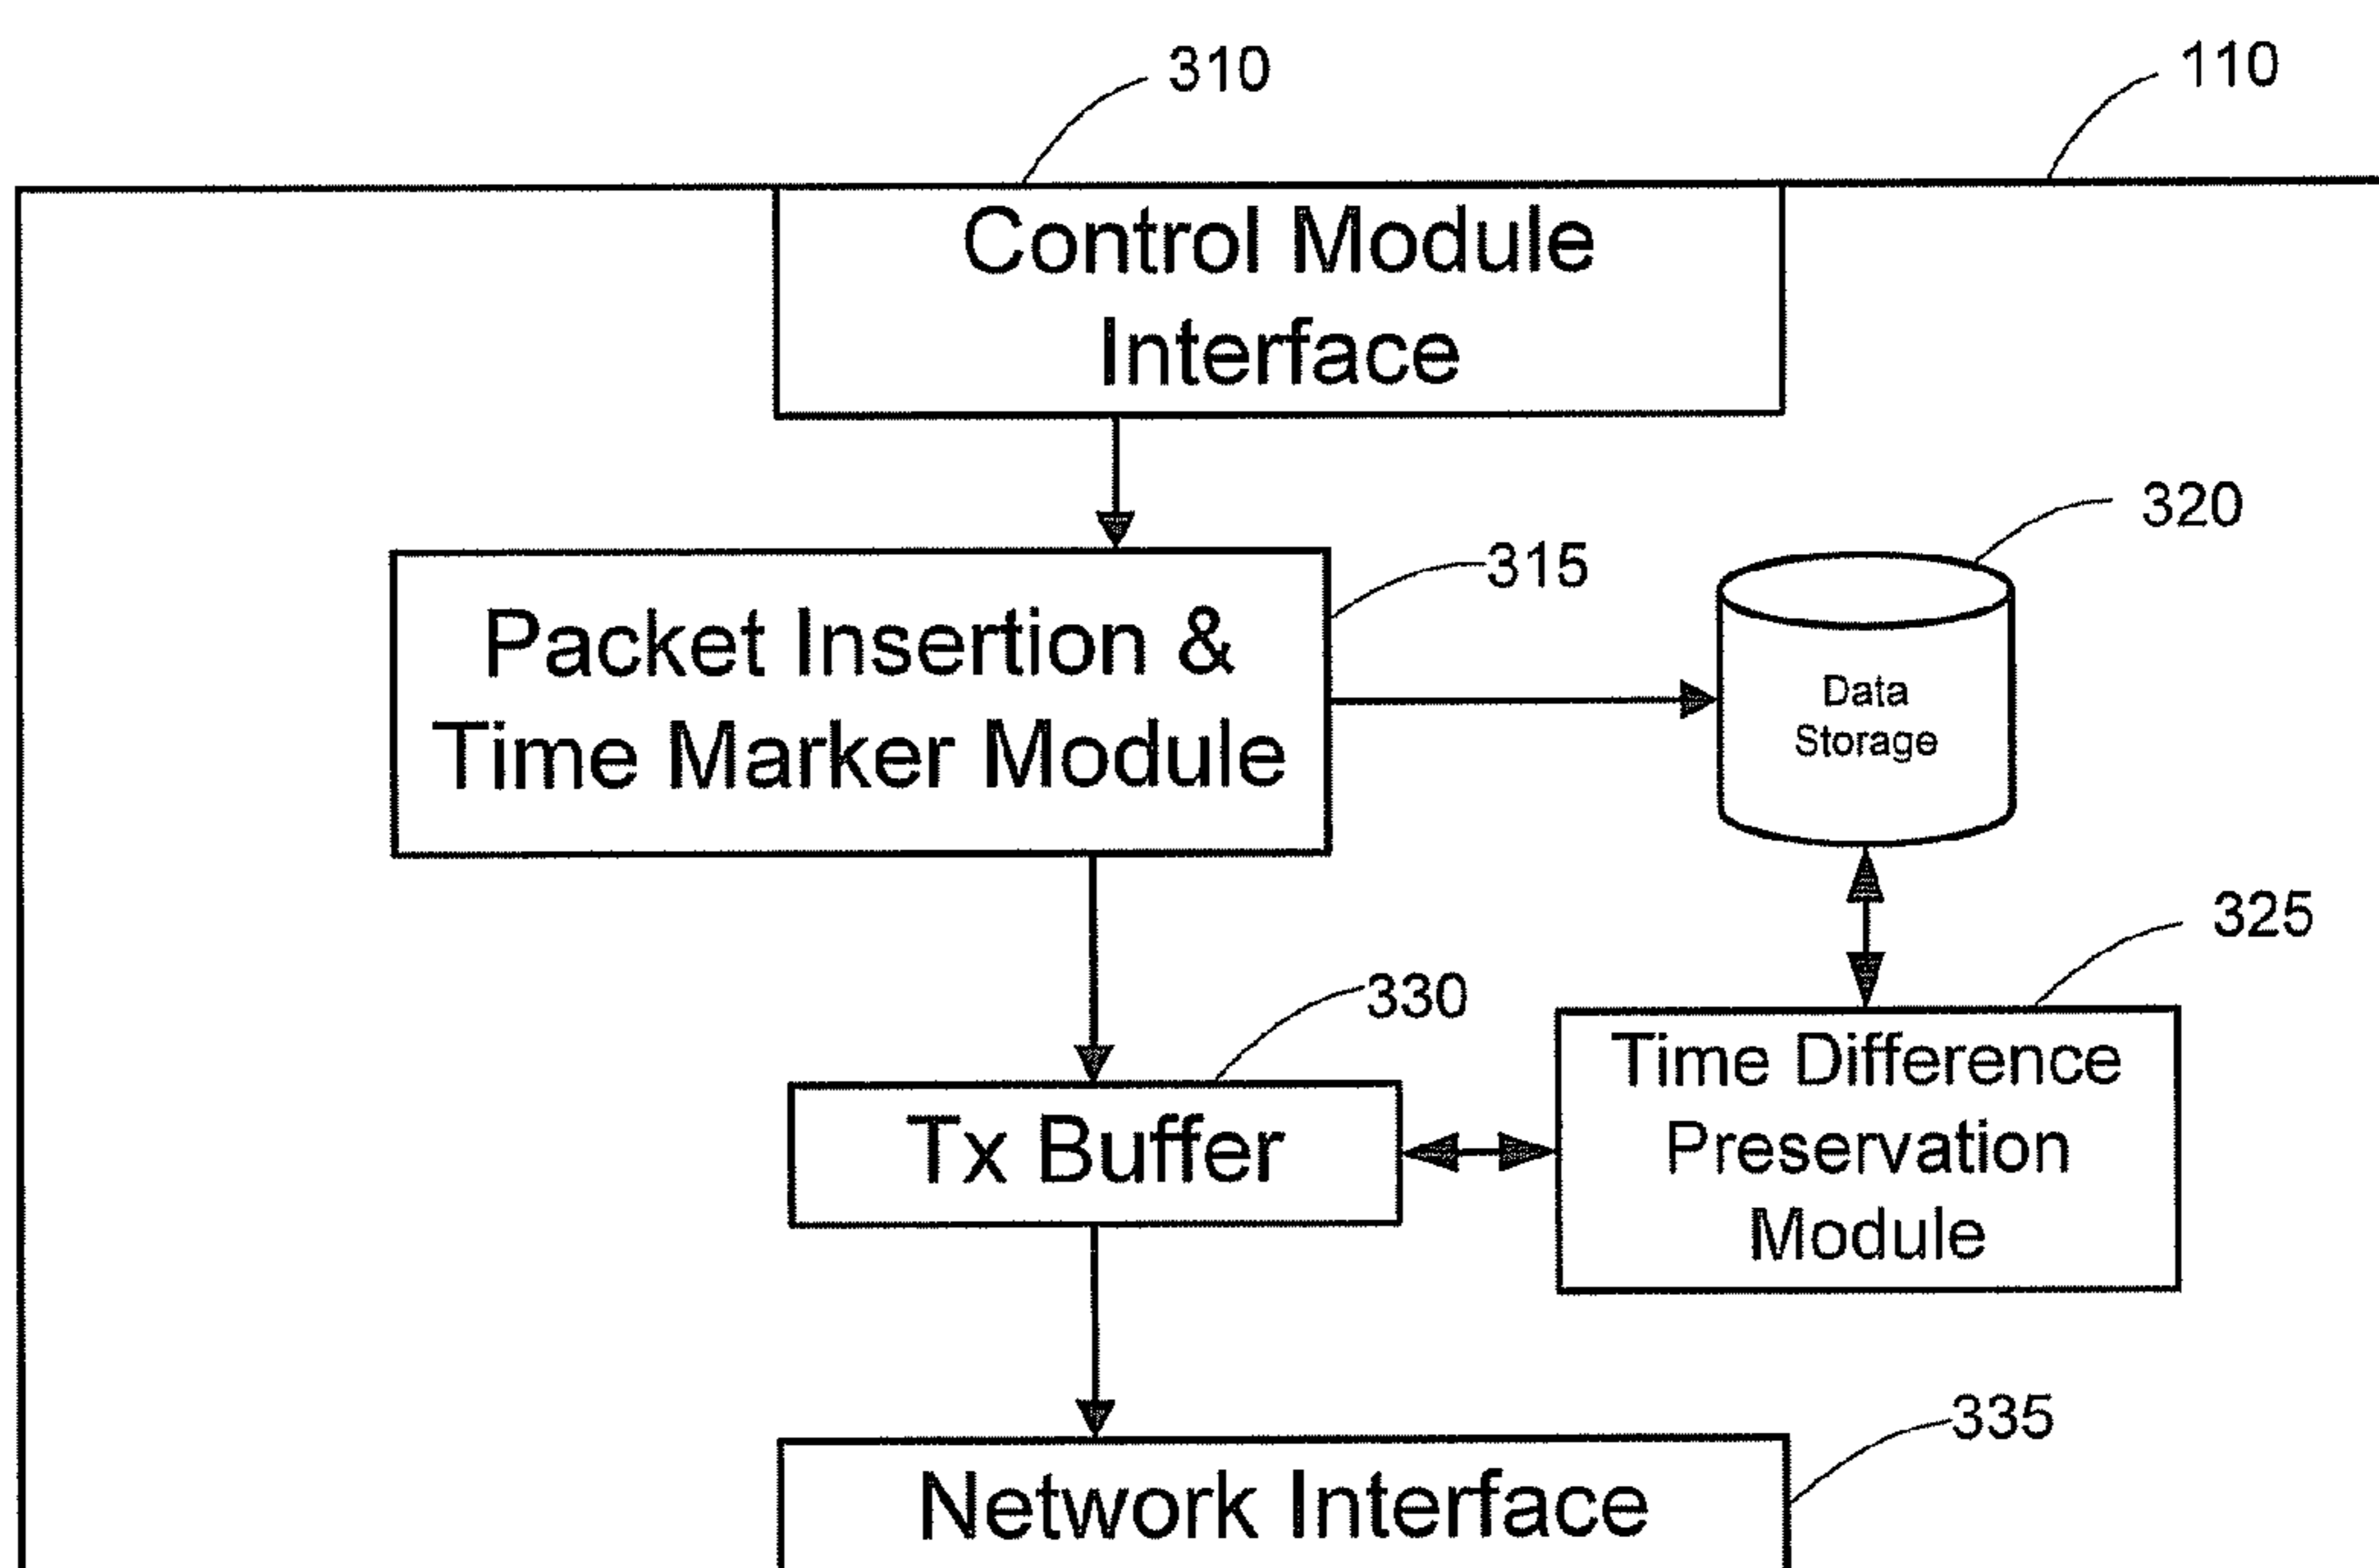 310
110
Control Module
Interface
320
315
Packet Insertion &
Time Marker Module
Data
Storage
325
330
Time Difference
Preservation
Module
Tx Buffer
335
Network Interface